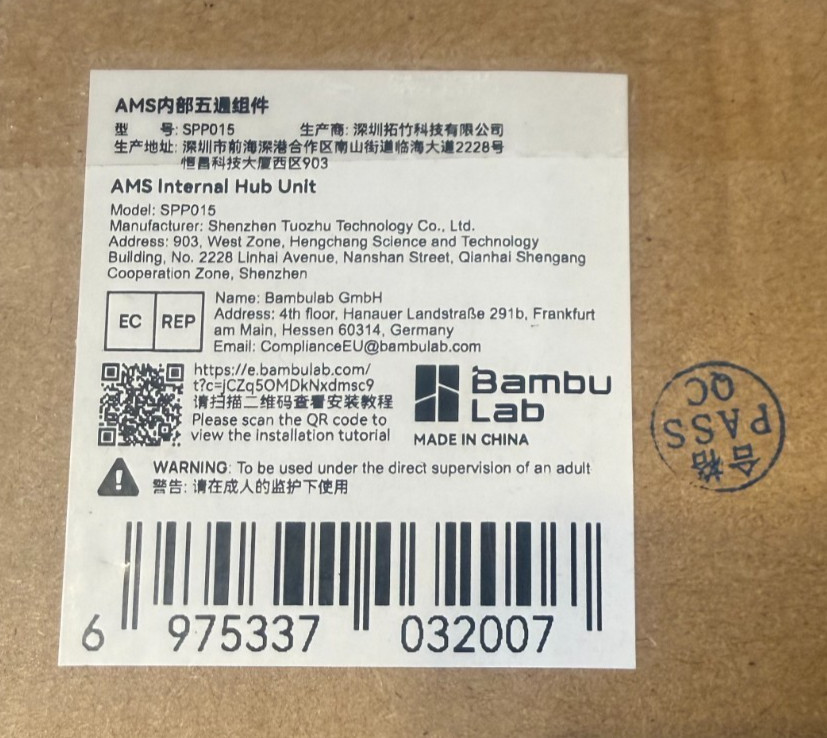 AMS内部五通组件
型 号: SPP015 生产商: 深圳拓竹科技有限公司
生产地址: 深圳市前海深港合作区南山街道临海大道2228号
恒昌科技大厦西区903
AMS Internal Hub Unit
Model: SPP015
Manufacturer: Shenzhen Tuozhu Technology Co., Ltd.
Address: 903, West Zone, Hengchang Science and Technology
Building, No. 2228 Linhai Avenue, Nanshan Street, Qianhai Shengang
Cooperation Zone, Shenzhen
EC REP
Name: Bambulab GmbH
Address: 4th floor, Hanauer Landstraße 291b, Frankfurt
am Main, Hessen 60314, Germany
Email: ComplianceEU@bambulab.com
https://e.bambulab.com/
t?c=jCZq5OMDkNxdmsc9
请扫描二维码查看安装教程
Please scan the QR code to
view the installation tutorial
Bambu
Lab
MADE IN CHINA
WARNING: To be used under the direct supervision of an adult
警告: 请在成人的监护下使用
6 975337 032007
合格
PASS
QC